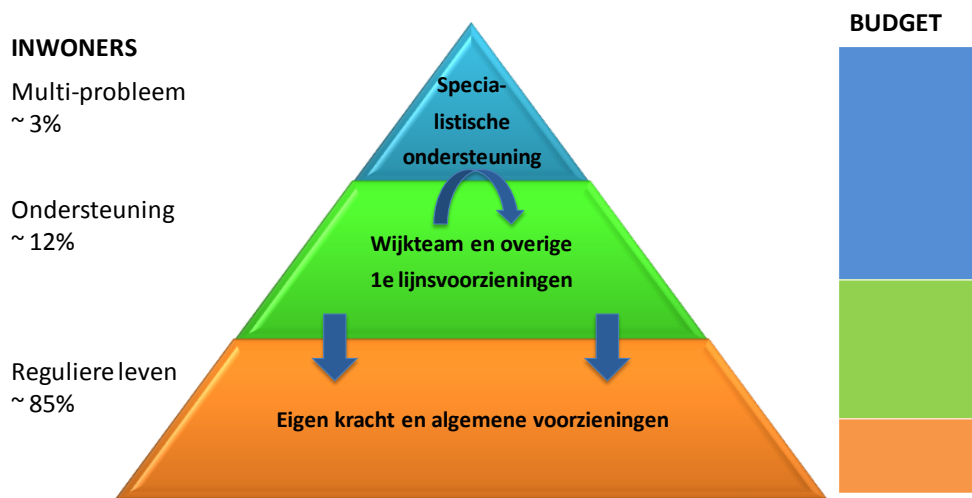 INWONERS
Multi-probleem
~ 3%
Ondersteuning
~ 12%
Reguliere leven
~ 85%
Specia-
listische
ondersteuning
Wijkteam en overige
1e lijnsvoorzieningen
Eigen kracht en algemene voorzieningen
BUDGET